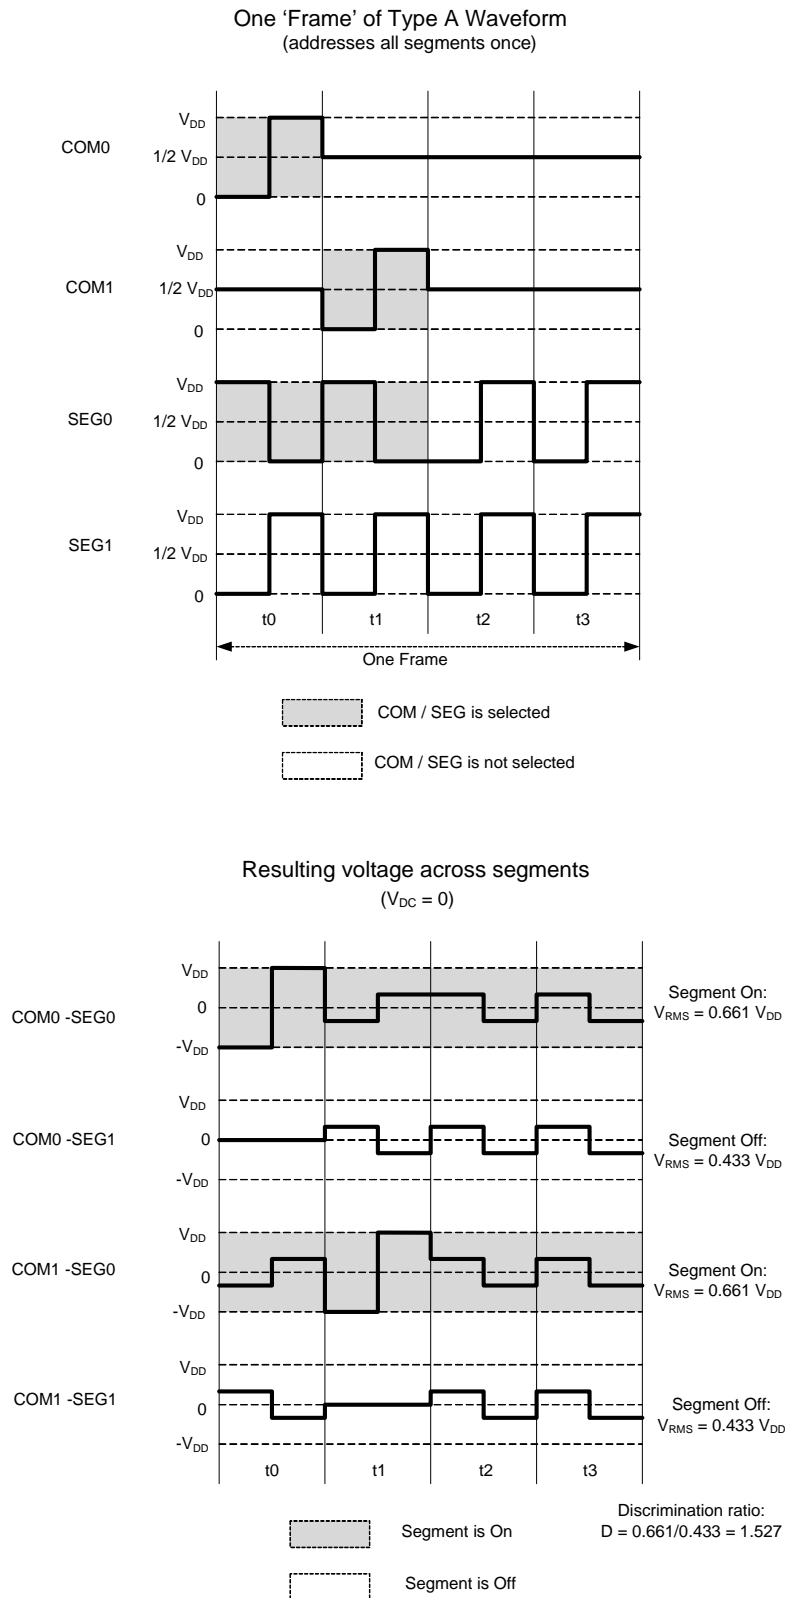 One ‘Frame’ of Type A Waveform
(addresses all segments once)
COM0
VDD
1/2 VDD
0
COM1
VDD
1/2 VDD
0
SEG0
VDD
1/2 VDD
0
SEG1
VDD
1/2 VDD
0
t0 t1 t2 t3
One Frame
COM / SEG is selected
COM / SEG is not selected
Resulting voltage across segments
(VDC = 0)
COM0 -SEG0
VDD
0
-VDD
Segment On:
VRMS = 0.661 VDD
COM0 -SEG1
VDD
0
-VDD
Segment Off:
VRMS = 0.433 VDD
COM1 -SEG0
VDD
0
-VDD
Segment On:
VRMS = 0.661 VDD
COM1 -SEG1
VDD
0
-VDD
Segment Off:
VRMS = 0.433 VDD
t0 t1 t2 t3
Segment is On
Segment is Off
Discrimination ratio:
D = 0.661/0.433 = 1.527